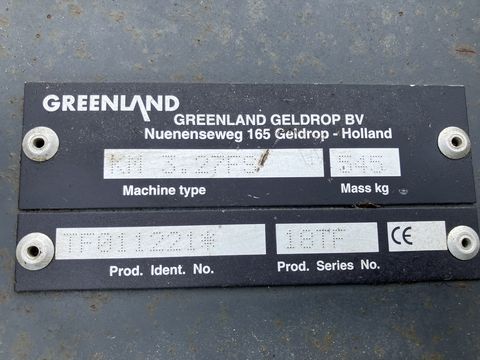 GREENLAND
GREENLAND GELDROP BV
Nuenenseweg 165 Geldrop - Holland
KM 3.27FS 545
Machine type Mass kg
TF011221* 18TF CE
Prod. Ident. No. Prod. Series No.